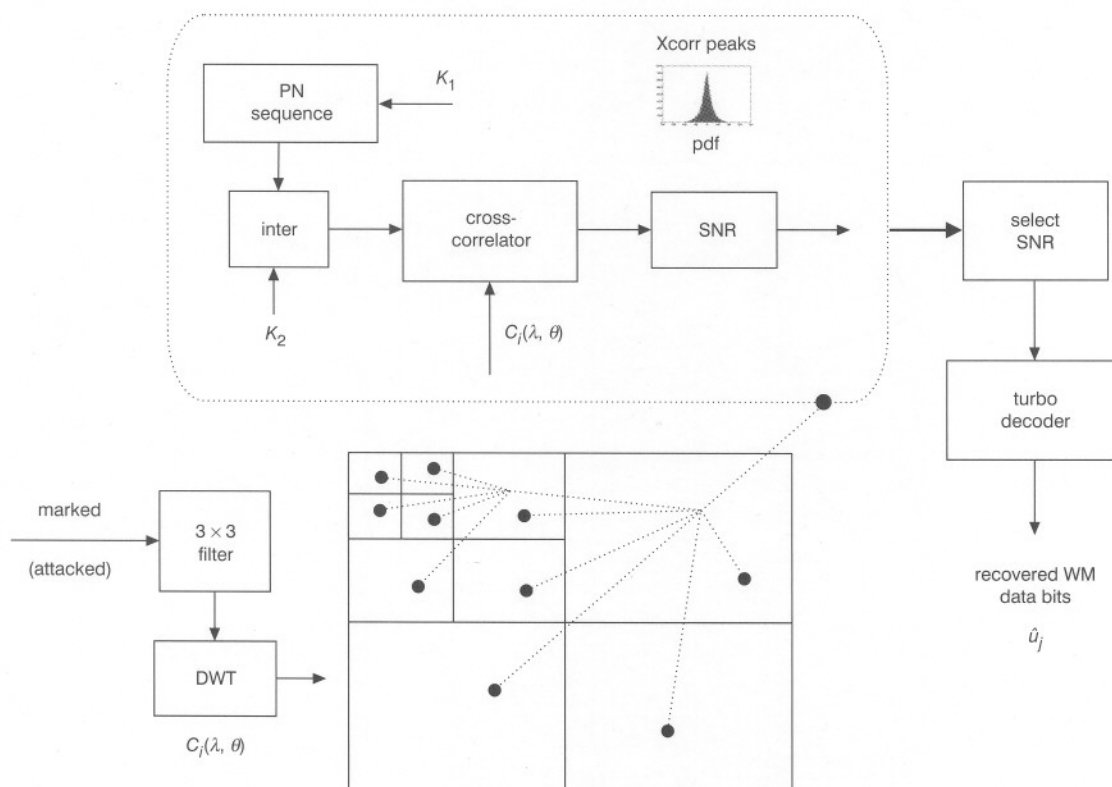 Xcorr peaks
pdf
K1
PN
sequence
inter
K2
cross-
correlator
Ci(λ, θ)
SNR
select
SNR
turbo
decoder
recovered WM
data bits
ûj
marked
(attacked)
3 × 3
filter
DWT
Ci(λ, θ)